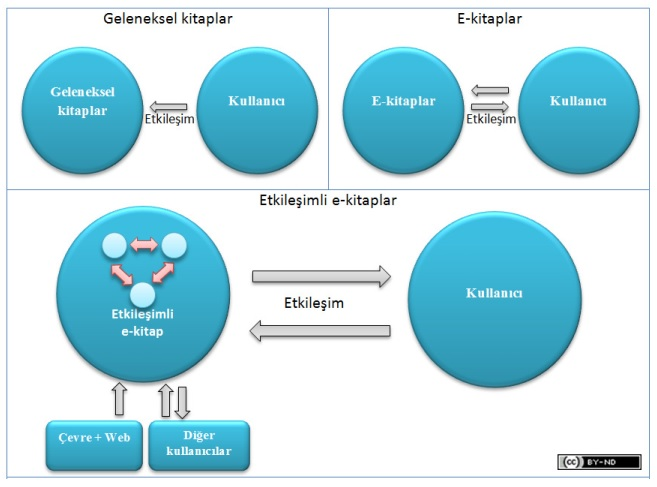 Geleneksel kitaplar
Geleneksel
kitaplar
Etkileşim
Kullanıcı
E-kitaplar
E-kitaplar
Etkileşim
Kullanıcı
Etkileşimli e-kitaplar
Etkileşimli
e-kitap
Etkileşim
Kullanıcı
Çevre + Web
Diğer
kullanıcılar
cc BY-ND